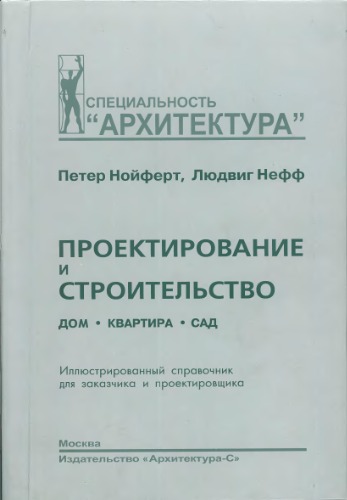 СПЕЦИАЛЬНОСТЬ
“АРХИТЕКТУРА”
Петер Нойферт, Людвиг Нефф
ПРОЕКТИРОВАНИЕ
и
СТРОИТЕЛЬСТВО
ДОМ • КВАРТИРА • САД
Иллюстрированный справочник
для заказчика и проектировщика
Москва
Издательство «Архитектура-С»